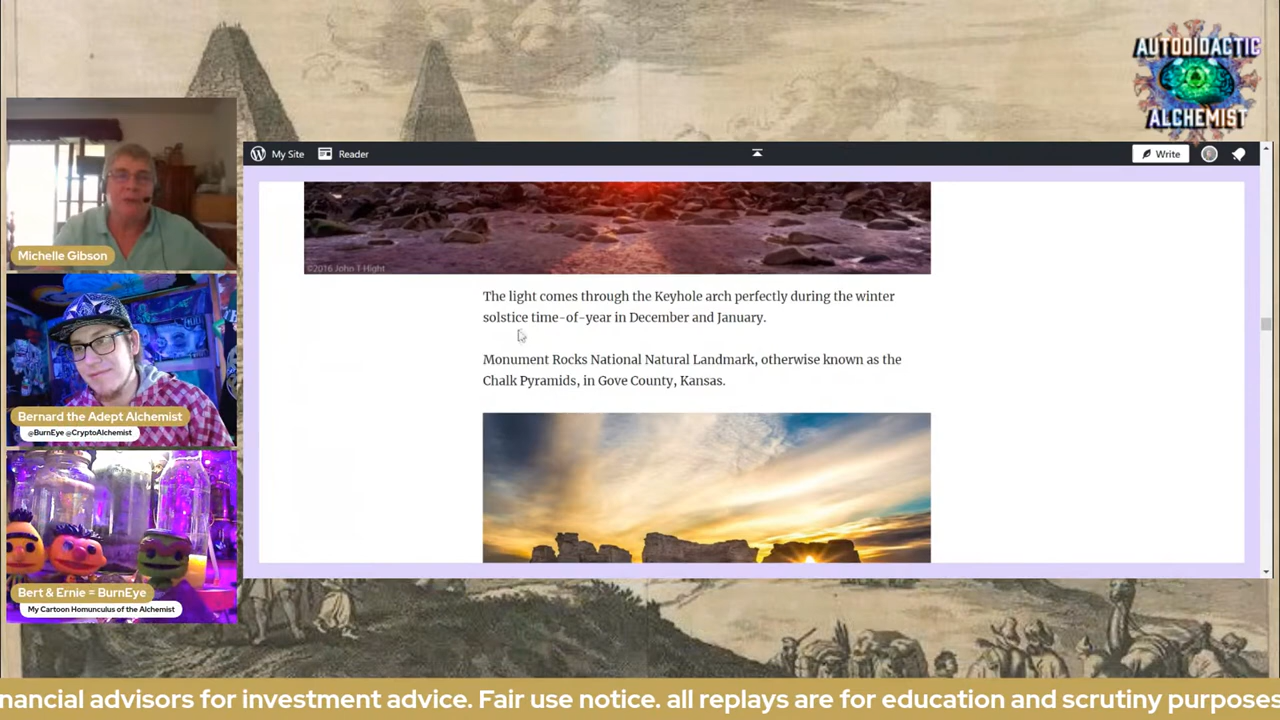 AUTODIDACTIC
ALCHEMIST
My Site
Reader
Write
©2016 John T Hight
The light comes through the Keyhole arch perfectly during the winter
solstice time-of-year in December and January.
Monument Rocks National Natural Landmark, otherwise known as the
Chalk Pyramids, in Gove County, Kansas.
Michelle Gibson
Bernard the Adept Alchemist
@BurnEye @CryptoAlchemist
Bert & Ernie = BurnEye
My Cartoon Homunculus of the Alchemist
nancial advisors for investment advice. Fair use notice. all replays are for education and scrutiny purposes